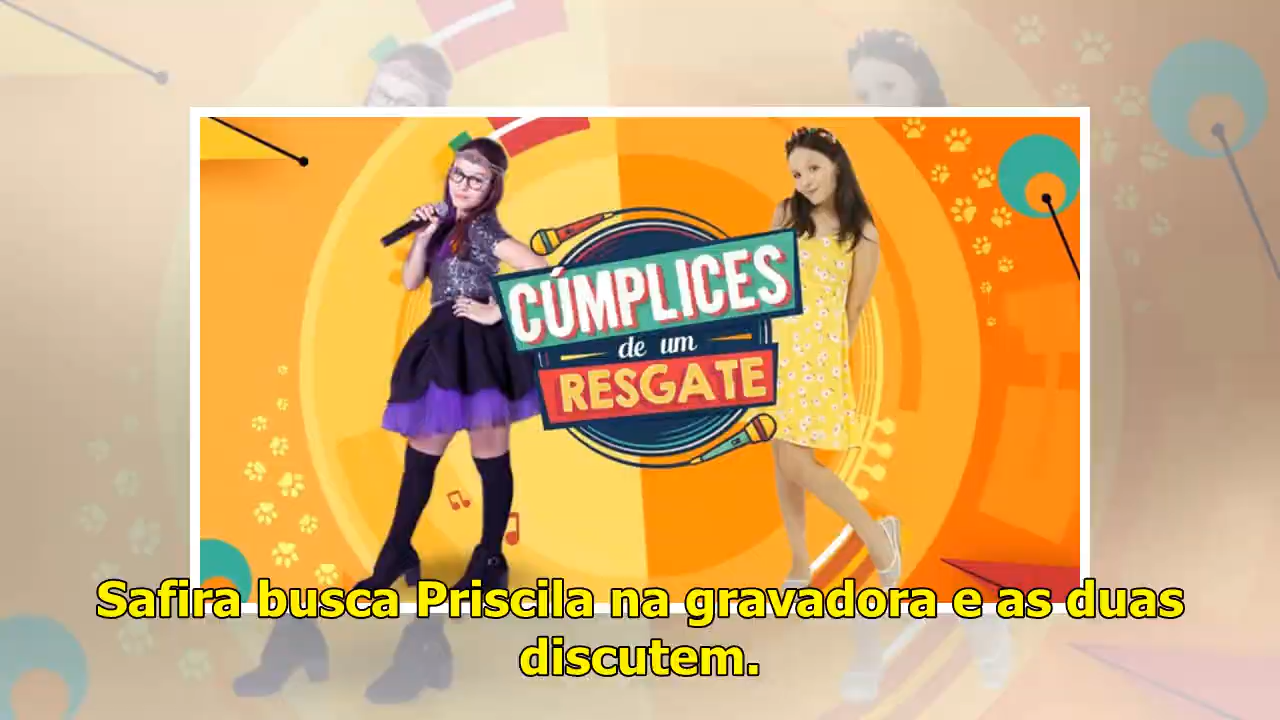 CÚMPLICES
de um
RESGATE
Safira busca Priscila na gravadora e as duas
discutem.